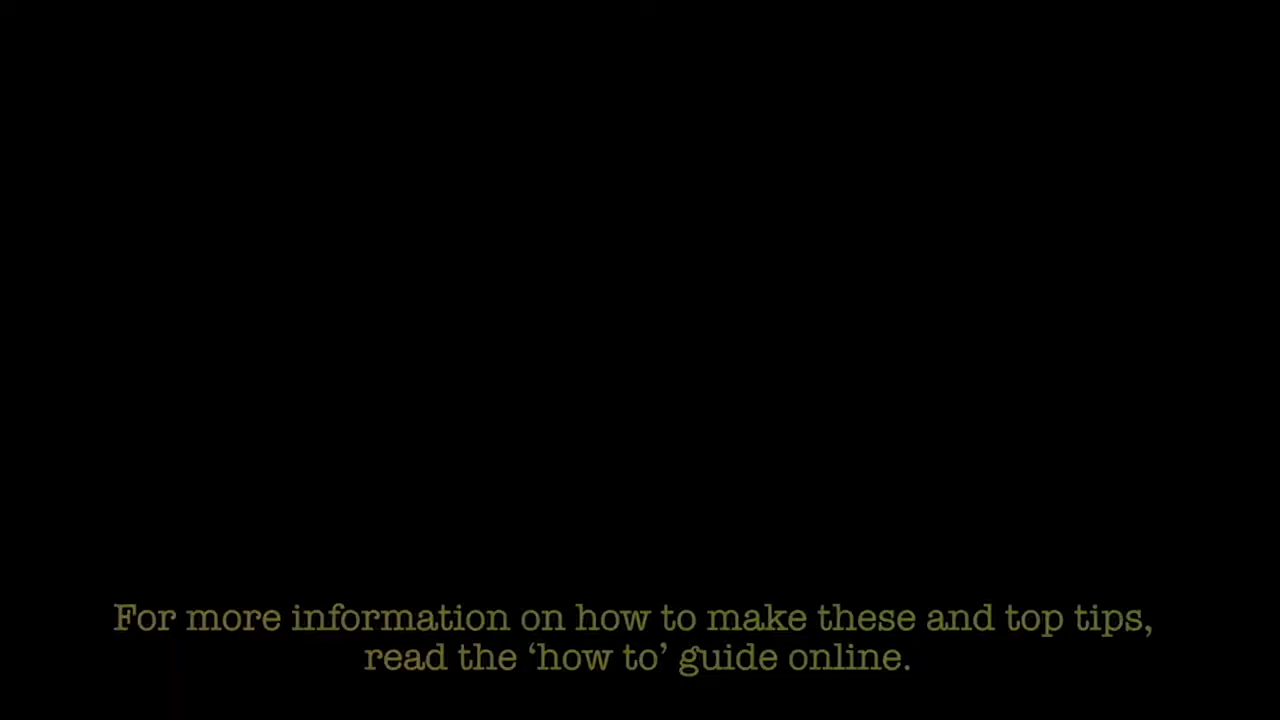 For more information on how to make these and top tips,
read the ‘how to’ guide online.